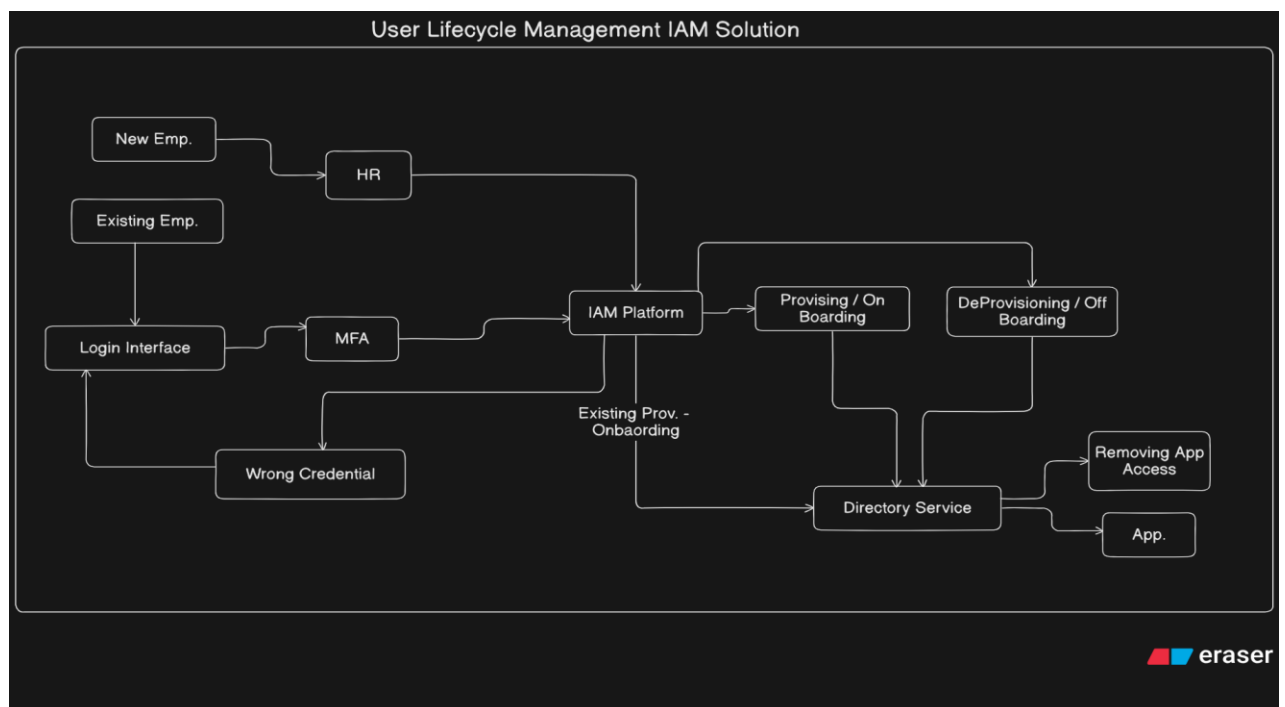 User Lifecycle Management IAM Solution
New Emp.
HR
Existing Emp.
Login Interface
MFA
IAM Platform
Provising / On
Boarding
DeProvisioning / Off
Boarding
Existing Prov. -
Onbaording
Wrong Credential
Directory Service
Removing App
Access
App.
eraser